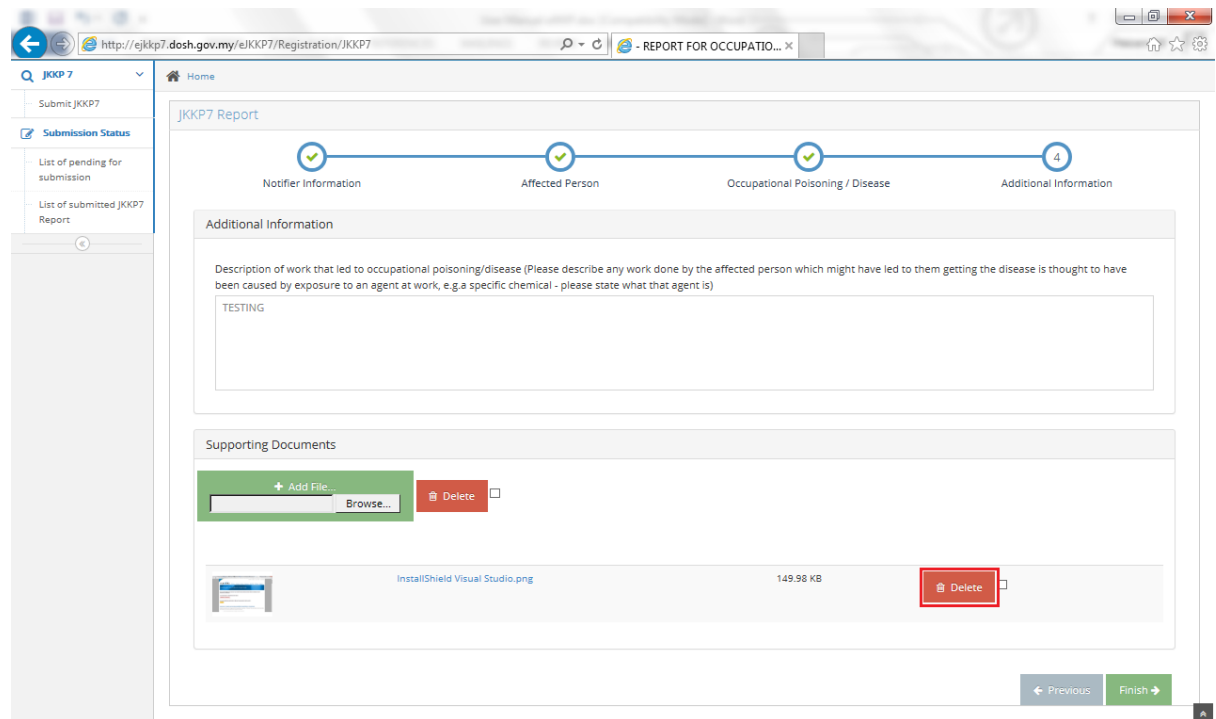 http://ejkkp7.dosh.gov.my/eJKKP7/Registration/JKKP7
- REPORT FOR OCCUPATIO... ×
JKKP 7
Submit JKKP7
Submission Status
List of pending for
submission
List of submitted JKKP7
Report
Home
JKKP7 Report
4
Notifier Information
Affected Person
Occupational Poisoning / Disease
Additional Information
Additional Information
Description of work that led to occupational poisoning/disease (Please describe any work done by the affected person which might have led to them getting the disease is thought to have
been caused by exposure to an agent at work, e.g.a specific chemical - please state what that agent is)
TESTING
Supporting Documents
+ Add File...
Browse...
Delete
InstallShield Visual Studio.png
149.98 KB
Delete
Previous
Finish